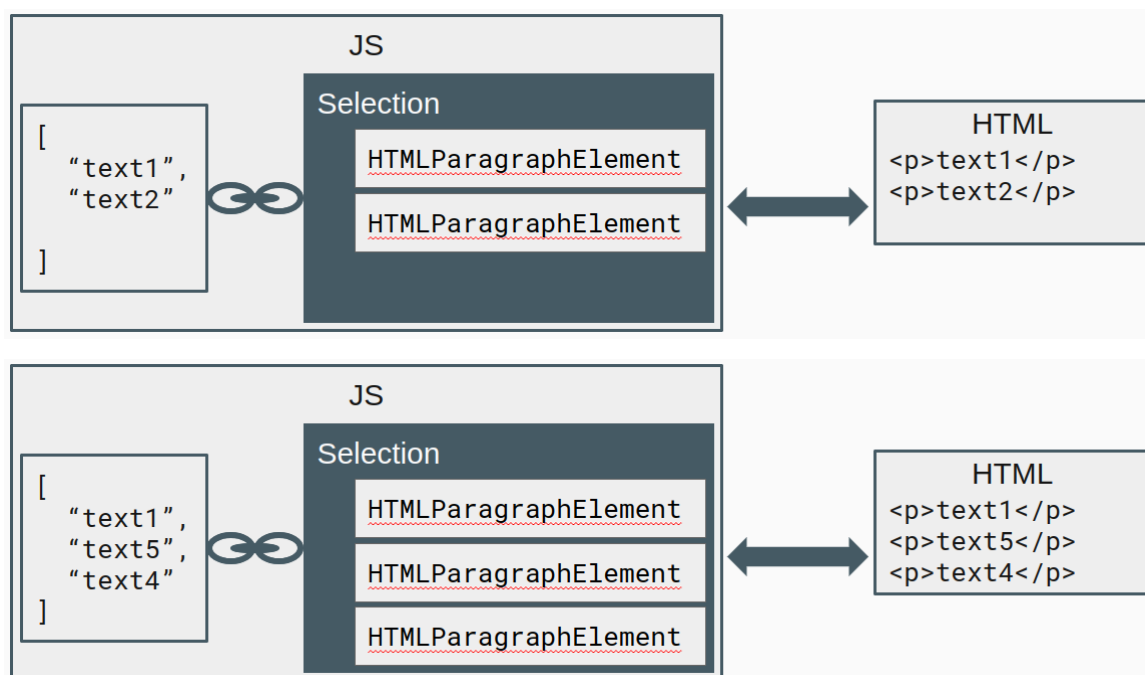 JS
Selection
[
“text1”,
“text2”
]
HTMLParagraphElement
HTMLParagraphElement
HTML
<p>text1</p>
<p>text2</p>
JS
Selection
[
“text1”,
“text5”,
“text4”
]
HTMLParagraphElement
HTMLParagraphElement
HTMLParagraphElement
HTML
<p>text1</p>
<p>text5</p>
<p>text4</p>